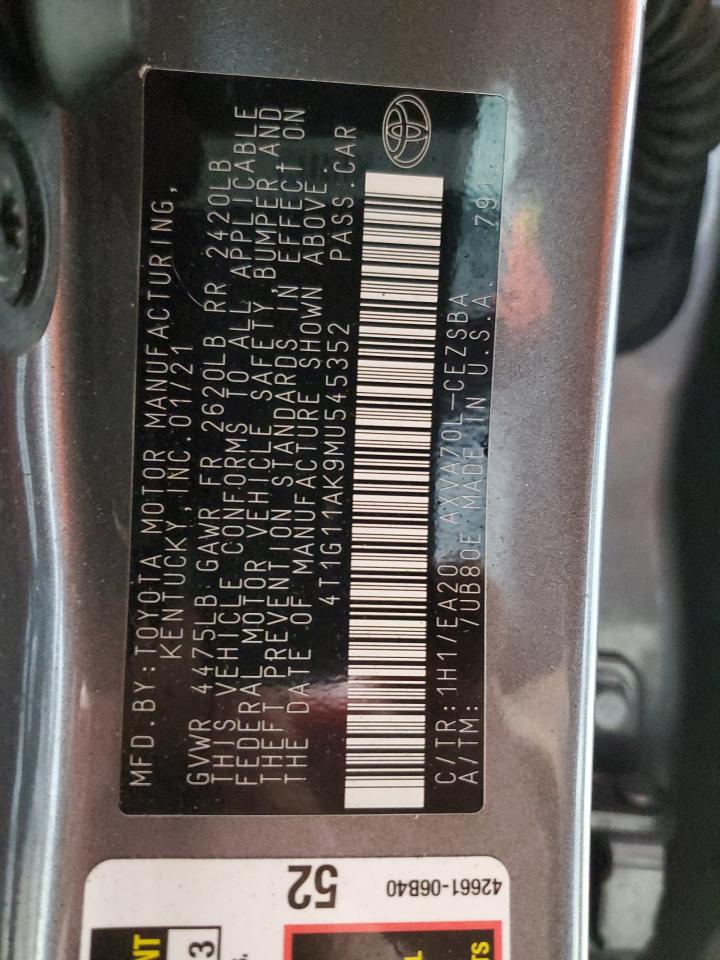 MFD.BY:TOYOTA MOTOR MANUFACTURING,
KENTUCKY,INC.01/21
GVWR 4475LB GAWR FR 2620LB RR 2420LB
THIS VEHICLE CONFORMS TO ALL APPLICABLE
FEDERAL MOTOR VEHICLE SAFETY,BUMPER AND
THEFT PREVENTION STANDARDS IN EFFECT ON
THE DATE OF MANUFACTURE SHOWN ABOVE.
4T1G11AK9MU545352 PASS.CAR
C/TR:1H1/EA20 AXVA70L-CEZSBA
A/TM: /UB80E MADE IN U.S.A.
52
42661-06B40
NT
3